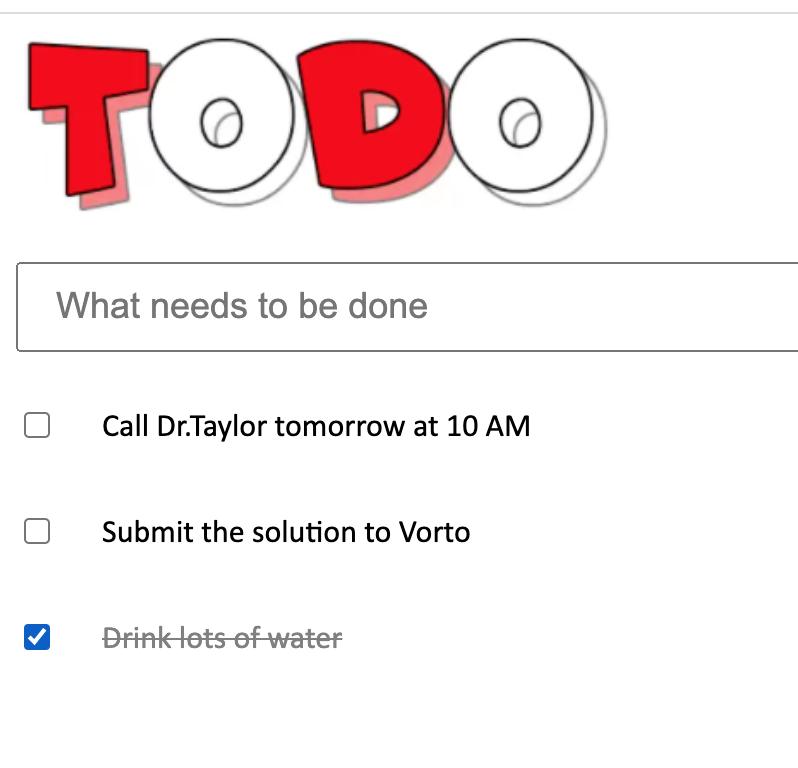 TODO
What needs to be done
Call Dr.Taylor tomorrow at 10 AM
Submit the solution to Vorto
Drink lots of water